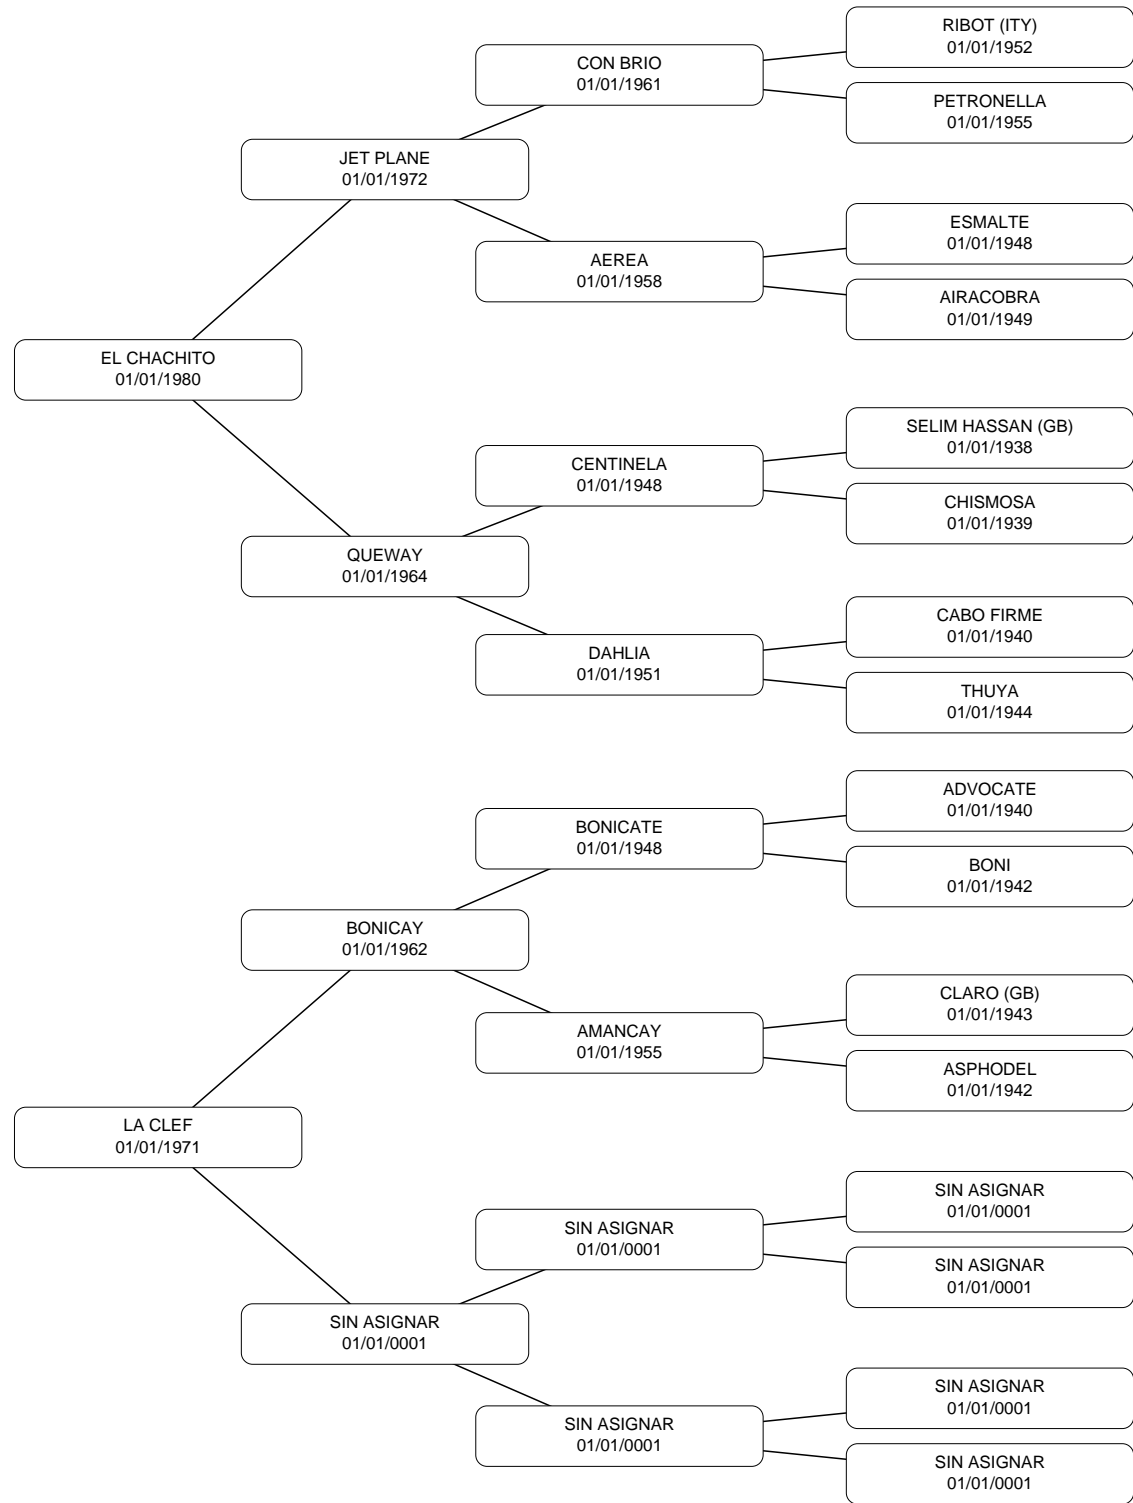 RIBOT (ITY)
01/01/1952
CON BRIO
01/01/1961
PETRONELLA
01/01/1955
JET PLANE
01/01/1972
ESMALTE
01/01/1948
AEREA
01/01/1958
AIRACOBRA
01/01/1949
EL CHACHITO
01/01/1980
SELIM HASSAN (GB)
01/01/1938
CENTINELA
01/01/1948
CHISMOSA
01/01/1939
QUEWAY
01/01/1964
CABO FIRME
01/01/1940
DAHLIA
01/01/1951
THUYA
01/01/1944
ADVOCATE
01/01/1940
BONICATE
01/01/1948
BONI
01/01/1942
BONICAY
01/01/1962
CLARO (GB)
01/01/1943
AMANCAY
01/01/1955
ASPHODEL
01/01/1942
LA CLEF
01/01/1971
SIN ASIGNAR
01/01/0001
SIN ASIGNAR
01/01/0001
SIN ASIGNAR
01/01/0001
SIN ASIGNAR
01/01/0001
SIN ASIGNAR
01/01/0001
SIN ASIGNAR
01/01/0001
SIN ASIGNAR
01/01/0001